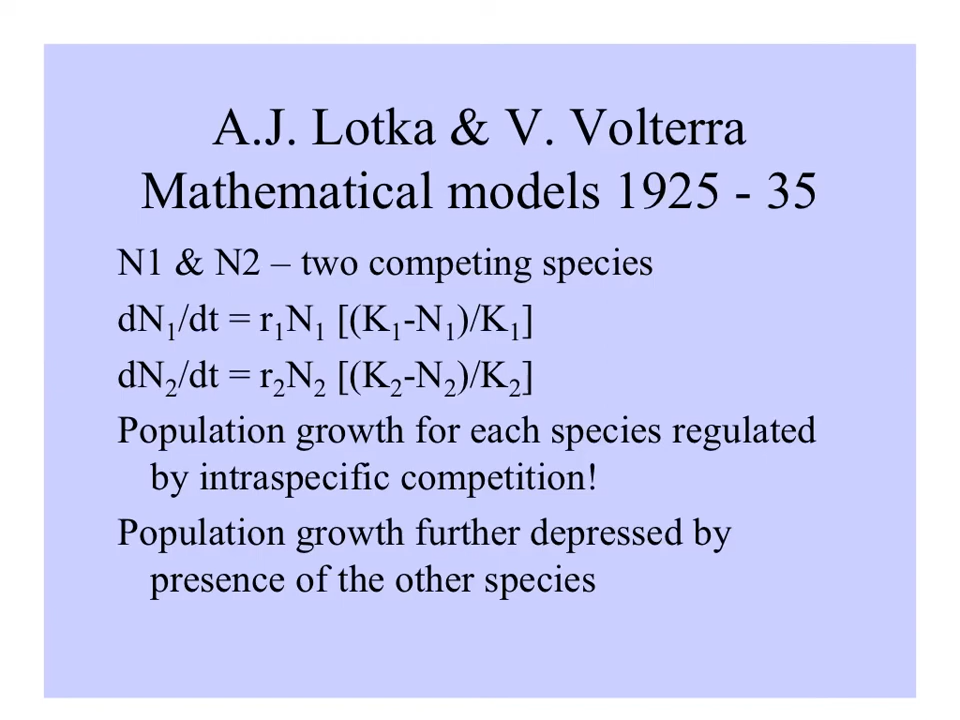 A.J. Lotka & V. Volterra
Mathematical models 1925 - 35
N1 & N2 – two competing species
dN₁/dt = r₁N₁ [(K₁-N₁)/K₁]
dN₂/dt = r₂N₂ [(K₂-N₂)/K₂]
Population growth for each species regulated
by intraspecific competition!
Population growth further depressed by
presence of the other species